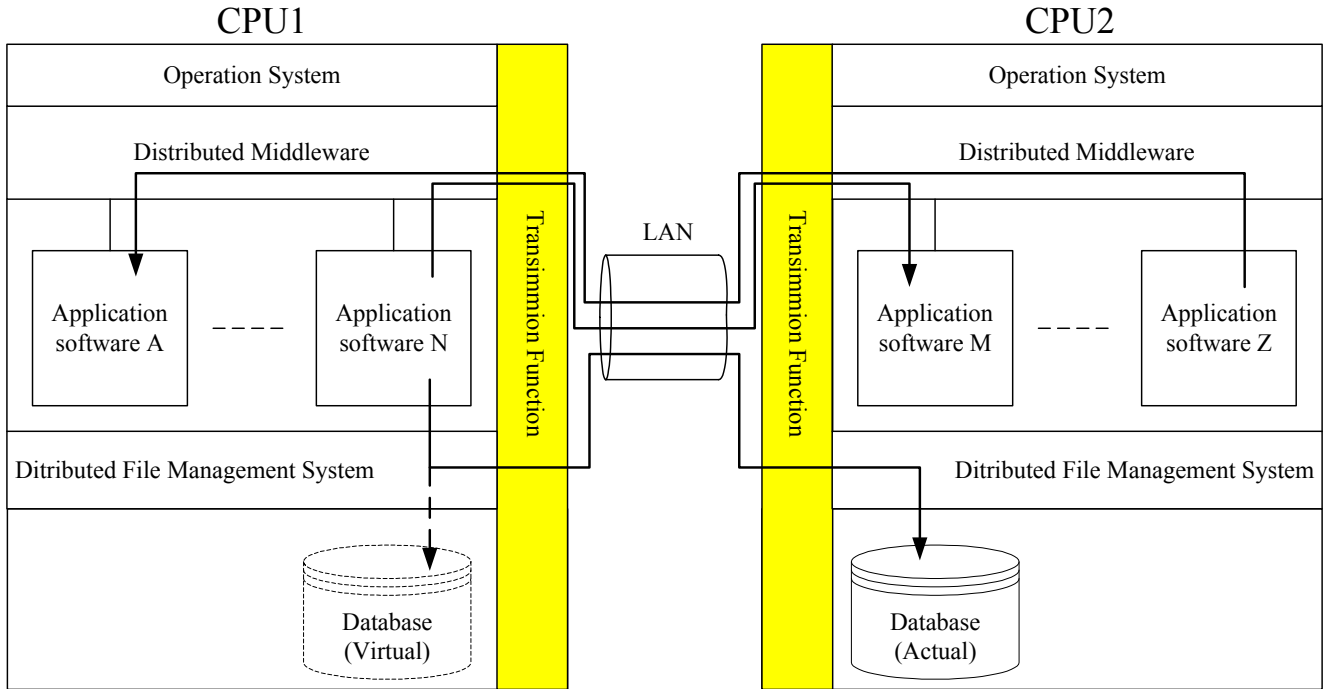 CPU1
CPU2
Operation System
Operation System
Distributed Middleware
Distributed Middleware
LAN
Application
software A
Application
software N
Transimmion Function
Transimmion Function
Application
software M
Application
software Z
Ditributed File Management System
Ditributed File Management System
Database
(Virtual)
Database
(Actual)